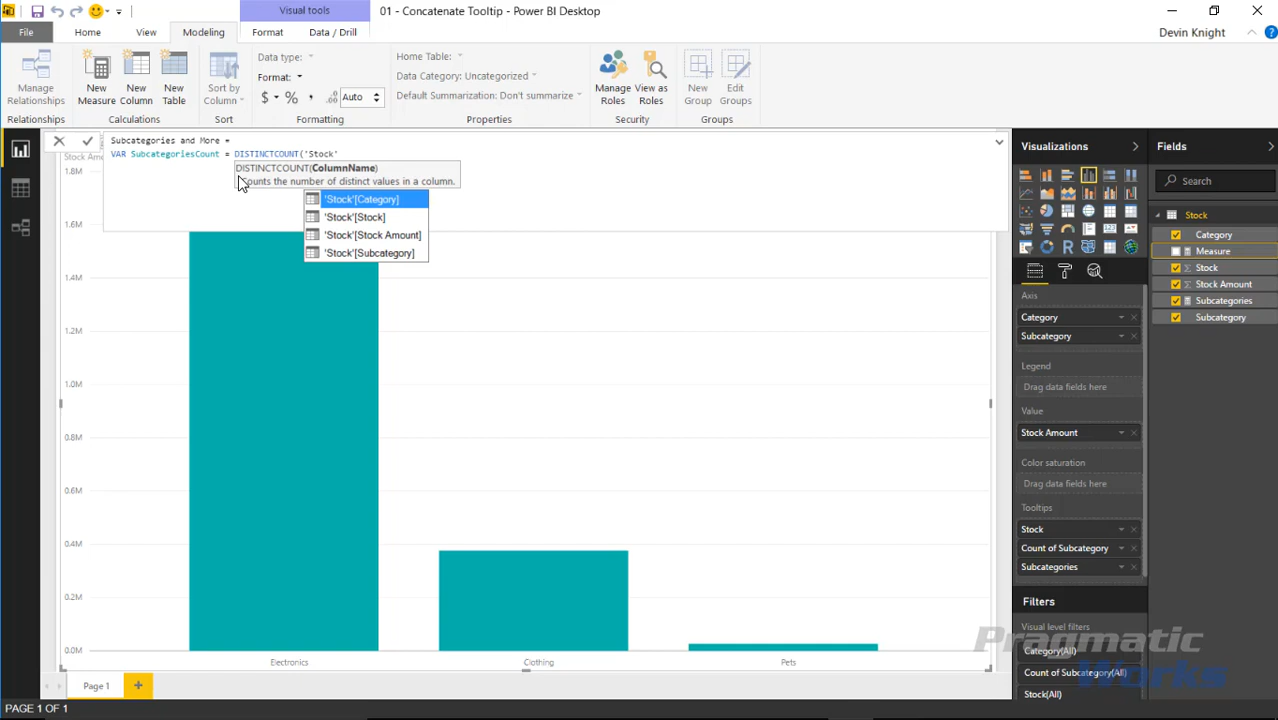 Visual tools
01 - Concatenate Tooltip - Power BI Desktop
File
Home
View
Modeling
Format
Data / Drill
Devin Knight
Manage
Relationships
Relationships
New
Measure
New
Column
New
Table
Calculations
Sort by
Column
Sort
Data type:
Format:
$ % , .00 Auto
Formatting
Home Table:
Data Category: Uncategorized
Default Summarization: Don't summarize
Properties
Manage
Roles
View as
Roles
Security
New
Group
Edit
Groups
Groups
Subcategories and More =
VAR SubcategoriesCount = DISTINCTCOUNT('Stock'
DISTINCTCOUNT(ColumnName)
Counts the number of distinct values in a column.
'Stock'[Category]
'Stock'[Stock]
'Stock'[Stock Amount]
'Stock'[Subcategory]
Stock Am
1.8M
1.6M
1.4M
1.2M
1.0M
0.8M
0.6M
0.4M
0.2M
0.0M
Electronics
Clothing
Pets
Visualizations
R
Axis
Category
Subcategory
Legend
Drag data fields here
Value
Stock Amount
Color saturation
Drag data fields here
Tooltips
Stock
Count of Subcategory
Subcategories
Filters
Visual level filters
Category(All)
Count of Subcategory(All)
Stock(All)
Fields
Search
Stock
Category
Measure
Stock
Stock Amount
Subcategories
Subcategory
Pragmatic
Works
Page 1
PAGE 1 OF 1